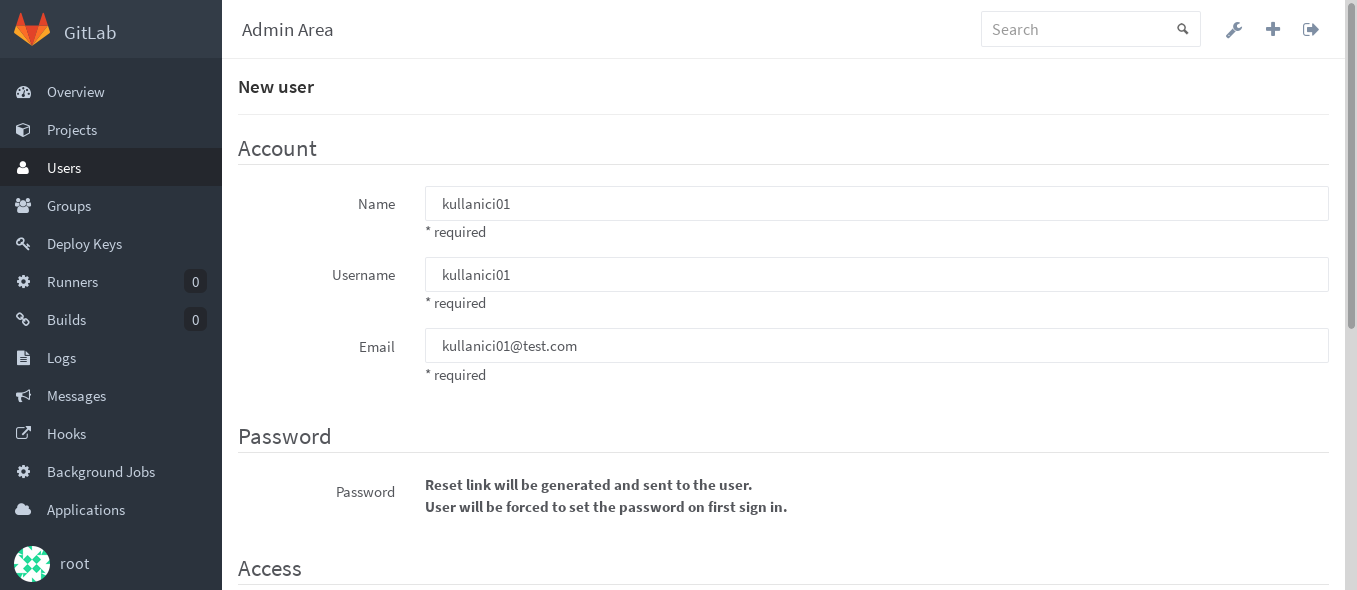 GitLab
Admin Area
Search
Overview
Projects
Users
Groups
Deploy Keys
Runners 0
Builds 0
Logs
Messages
Hooks
Background Jobs
Applications
root
New user
Account
Name kullanici01
* required
Username kullanici01
* required
Email kullanici01@test.com
* required
Password
Password Reset link will be generated and sent to the user.
User will be forced to set the password on first sign in.
Access